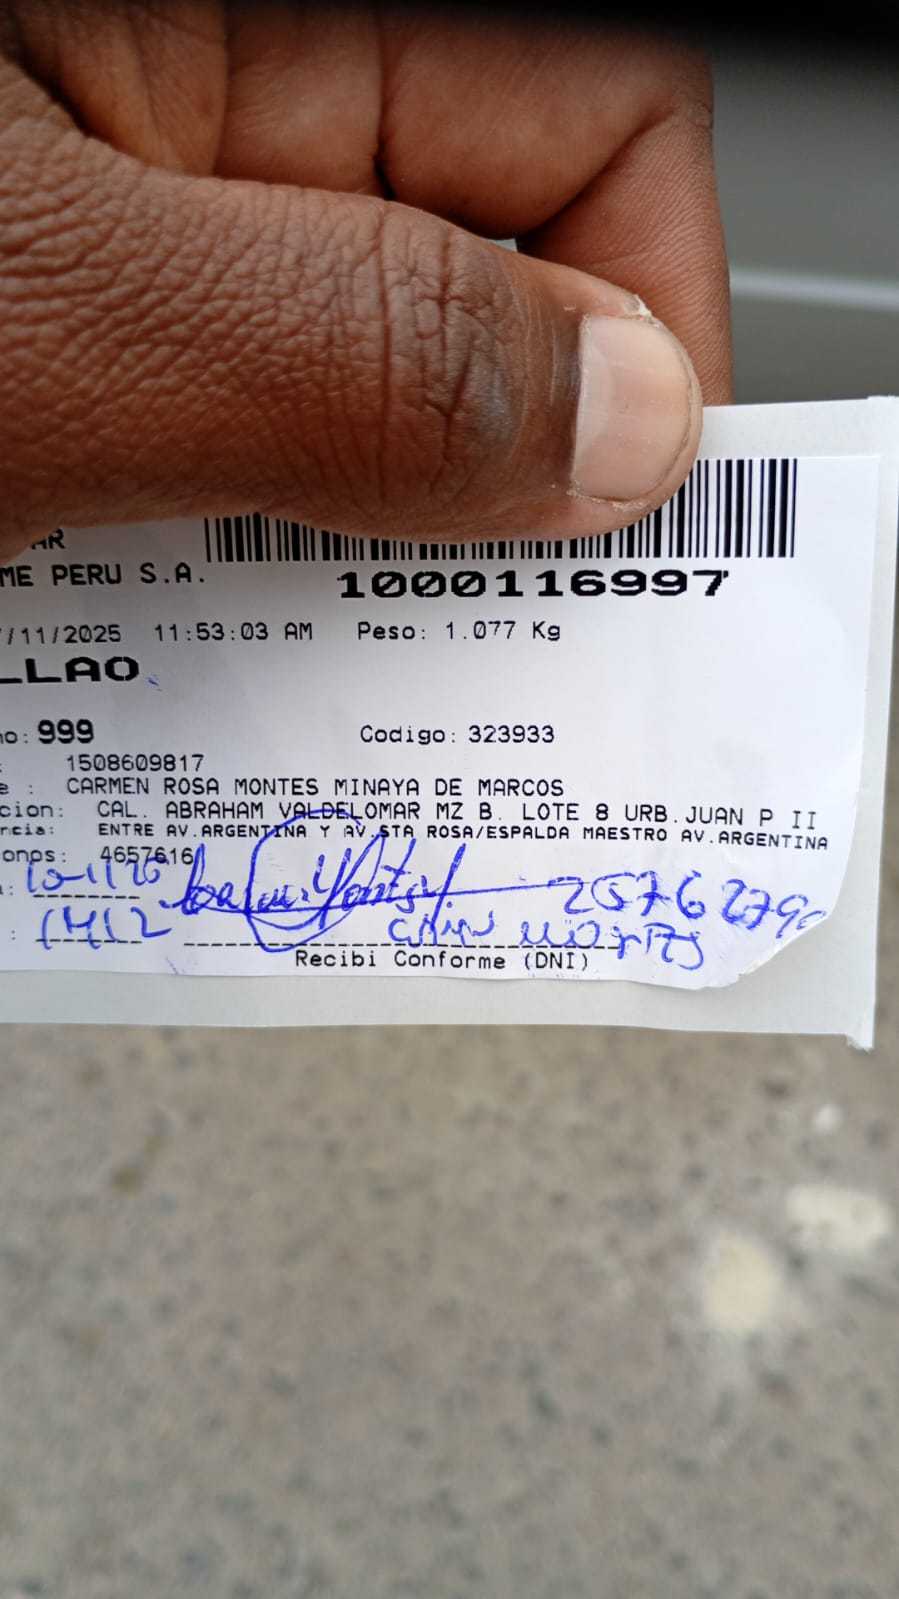 AR
ME PERU S.A.
1000116997
/11/2025 11:53:03 AM Peso: 1.077 Kg
LLAO
no: 999 Codigo: 323933
: 1508609817
e : CARMEN ROSA MONTES MINAYA DE MARCOS
cion: CAL. ABRAHAM VALDELOMAR MZ B. LOTE 8 URB.JUAN P II
rcia: ENTRE AV.ARGENTINA Y AV.STA ROSA/ESPALDA MAESTRO AV.ARGENTINA
onos: 4657616
:
: 1412
Recibi Conforme (DNI)